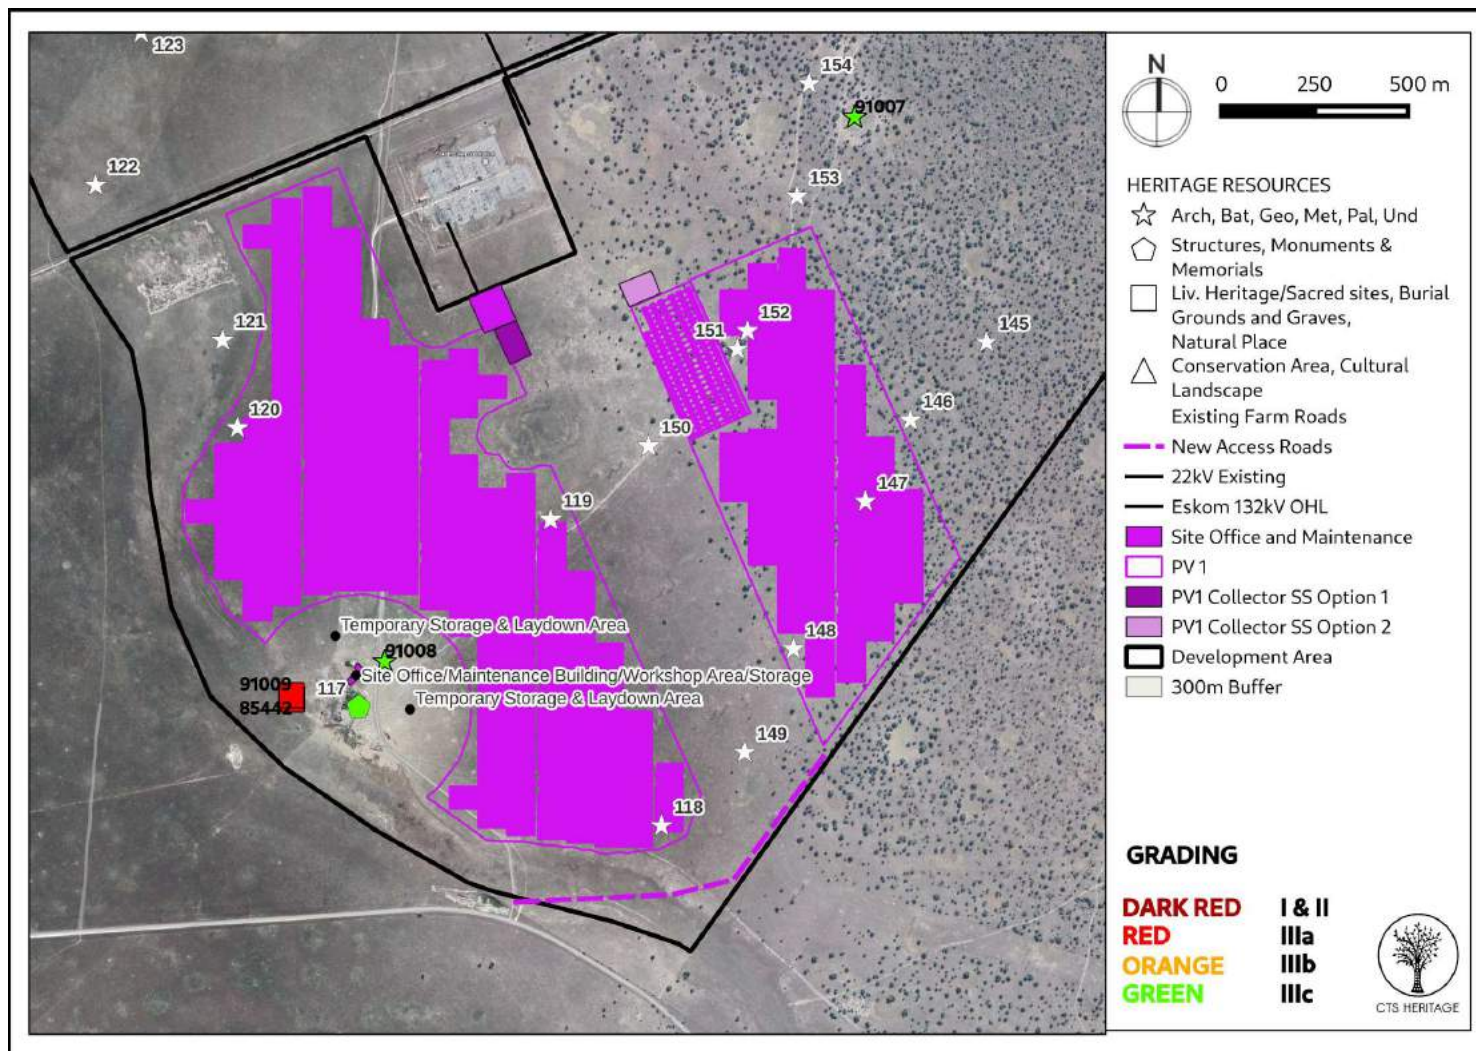 123
154
91007
122
153
121
152
151
145
120
146
150
147
119
Temporary Storage & Laydown Area
148
91008
Site Office/Maintenance Building/Workshop Area/Storage
91009
117
85442
Temporary Storage & Laydown Area
149
118
N
0 250 500 m
HERITAGE RESOURCES
Arch, Bat, Geo, Met, Pal, Und
Structures, Monuments &
Memorials
Liv. Heritage/Sacred sites, Burial
Grounds and Graves,
Natural Place
Conservation Area, Cultural
Landscape
Existing Farm Roads
New Access Roads
22kV Existing
Eskom 132kV OHL
Site Office and Maintenance
PV 1
PV1 Collector SS Option 1
PV1 Collector SS Option 2
Development Area
300m Buffer
GRADING
DARK RED I & II
RED IIIa
ORANGE IIIb
GREEN IIIc
CTS HERITAGE